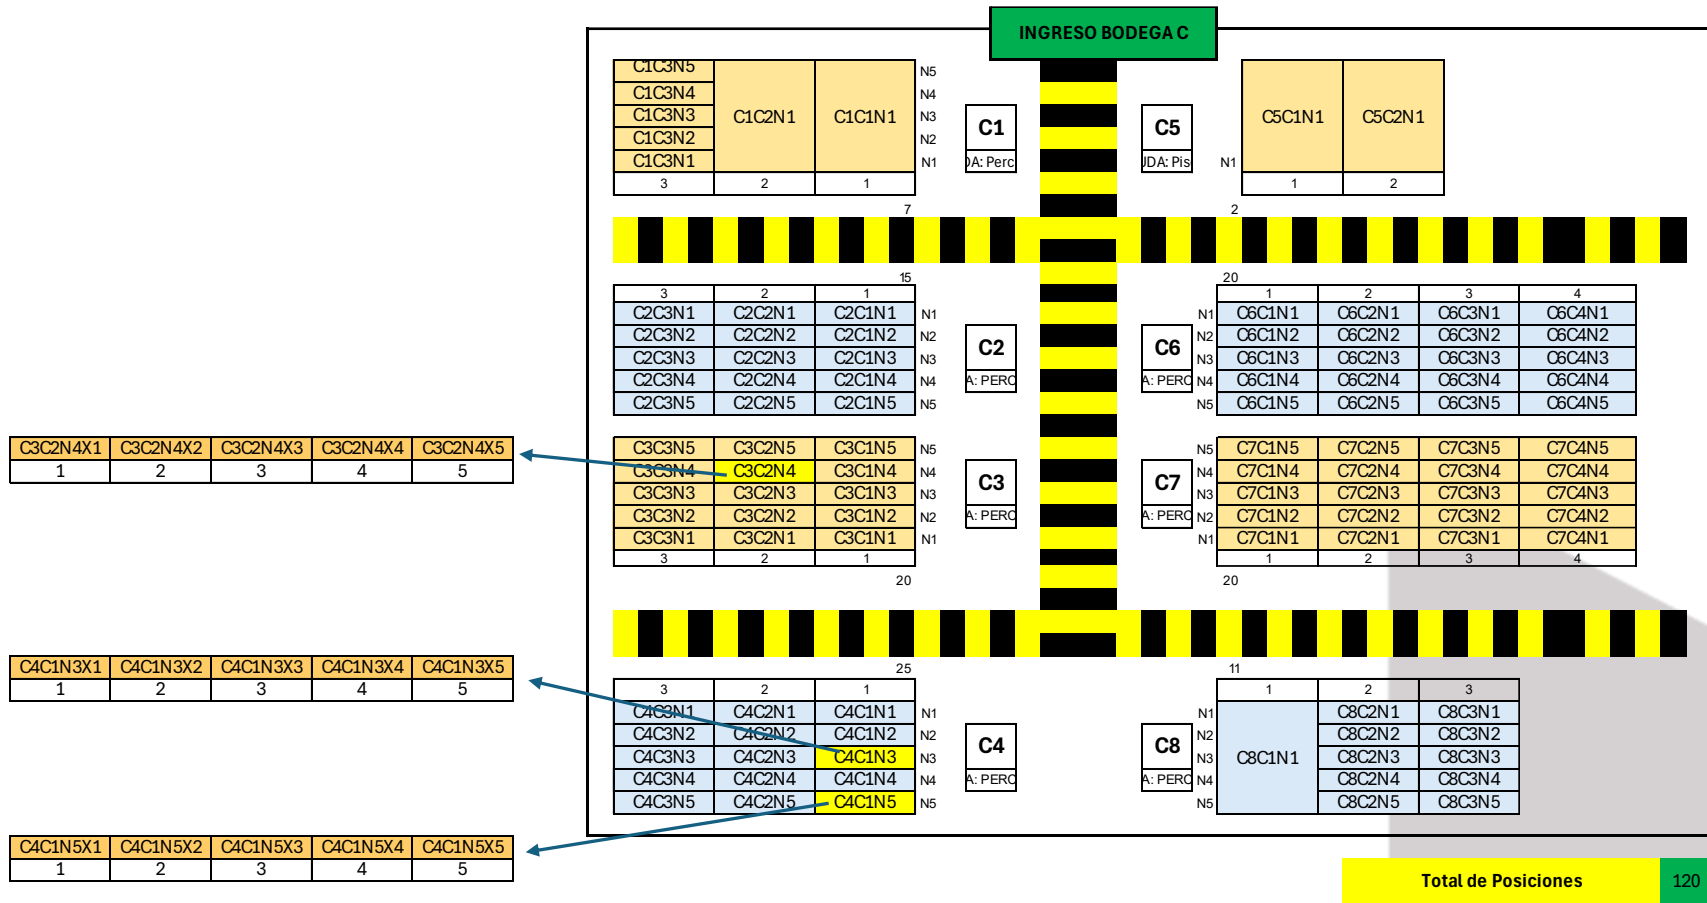 INGRESO BODEGA C
C1C3N5 N5
C1C3N4 N4
C1C3N3 C1C2N1 C1C1N1 N3 C1 C5 C5C1N1 C5C2N1
C1C3N2 N2
C1C3N1 N1 DA: Perc JDA: Pis N1
3 2 1 1 2
7 2
15 20
3 2 1 1 2 3 4
C2C3N1 C2C2N1 C2C1N1 N1 N1 C6C1N1 C6C2N1 C6C3N1 C6C4N1
C2C3N2 C2C2N2 C2C1N2 N2 C2 C6 N2 C6C1N2 C6C2N2 C6C3N2 C6C4N2
C2C3N3 C2C2N3 C2C1N3 N3 N3 C6C1N3 C6C2N3 C6C3N3 C6C4N3
C2C3N4 C2C2N4 C2C1N4 N4 A: PERC A: PERC N4 C6C1N4 C6C2N4 C6C3N4 C6C4N4
C2C3N5 C2C2N5 C2C1N5 N5 N5 C6C1N5 C6C2N5 C6C3N5 C6C4N5
C3C2N4X1 C3C2N4X2 C3C2N4X3 C3C2N4X4 C3C2N4X5 C3C3N5 C3C2N5 C3C1N5 N5 N5 C7C1N5 C7C2N5 C7C3N5 C7C4N5
1 2 3 4 5 C3C3N4 C3C2N4 C3C1N4 N4 C3 C7 N4 C7C1N4 C7C2N4 C7C3N4 C7C4N4
C3C3N3 C3C2N3 C3C1N3 N3 N3 C7C1N3 C7C2N3 C7C3N3 C7C4N3
C3C3N2 C3C2N2 C3C1N2 N2 A: PERC A: PERC N2 C7C1N2 C7C2N2 C7C3N2 C7C4N2
C3C3N1 C3C2N1 C3C1N1 N1 N1 C7C1N1 C7C2N1 C7C3N1 C7C4N1
3 2 1 1 2 3 4
20 20
C4C1N3X1 C4C1N3X2 C4C1N3X3 C4C1N3X4 C4C1N3X5 25 11
1 2 3 4 5 3 2 1 1 2 3
C4C3N1 C4C2N1 C4C1N1 N1 N1 C8C2N1 C8C3N1
C4C3N2 C4C2N2 C4C1N2 N2 C4 C8 N2 C8C2N2 C8C3N2
C4C3N3 C4C2N3 C4C1N3 N3 N3 C8C1N1 C8C2N3 C8C3N3
C4C3N4 C4C2N4 C4C1N4 N4 A: PERC A: PERC N4 C8C2N4 C8C3N4
C4C3N5 C4C2N5 C4C1N5 N5 N5 C8C2N5 C8C3N5
C4C1N5X1 C4C1N5X2 C4C1N5X3 C4C1N5X4 C4C1N5X5
1 2 3 4 5
Total de Posiciones 120